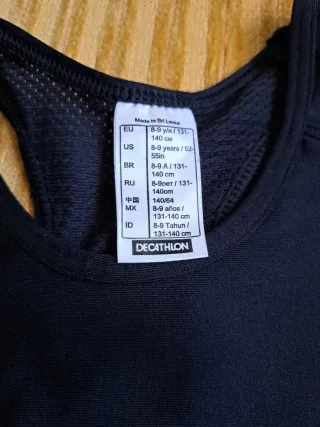 Made in Sri Lanka
EU 8-9 y/a / 131-
140 см
US 8-9 years / 52-
55in
BR 8-9 A / 131-
140 cm
RU 8-9лет / 131-
140cm
中国 140/64
MX 8-9 años /
131-140 cm
ID 8-9 Tahun /
131-140 cm
DECATHLON